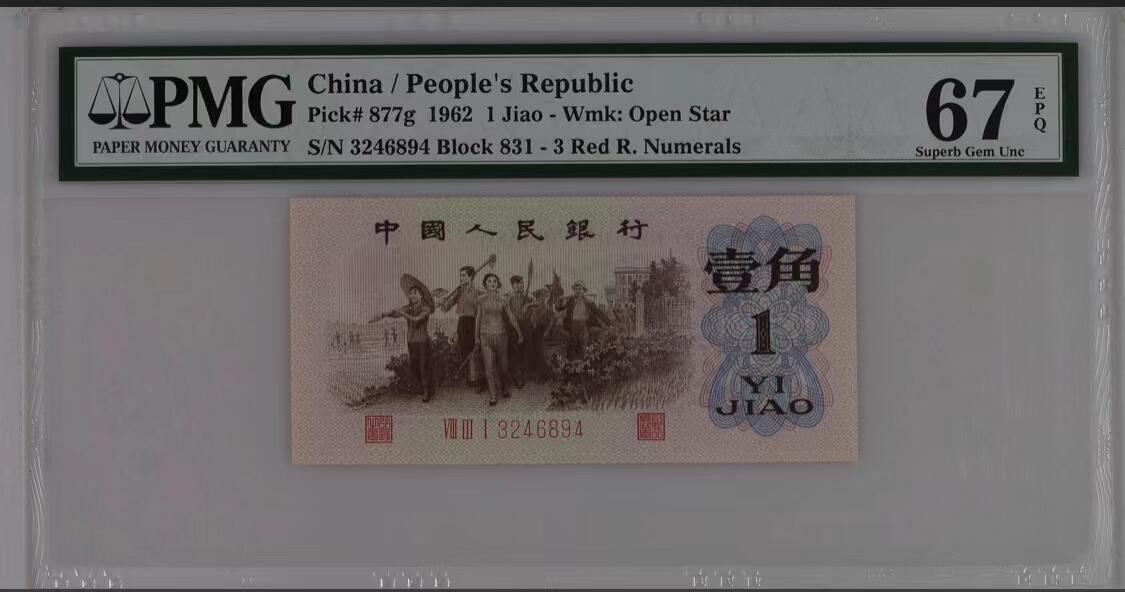 PMG
PAPER MONEY GUARANTY
China / People's Republic
Pick# 877g 1962 1 Jiao - Wmk: Open Star
S/N 3246894 Block 831 - 3 Red R. Numerals
67
EPQ
Superb Gem Unc
中國人民銀行
壹角
1
YI
JIAO
Ⅷ Ⅲ Ⅰ 3246894